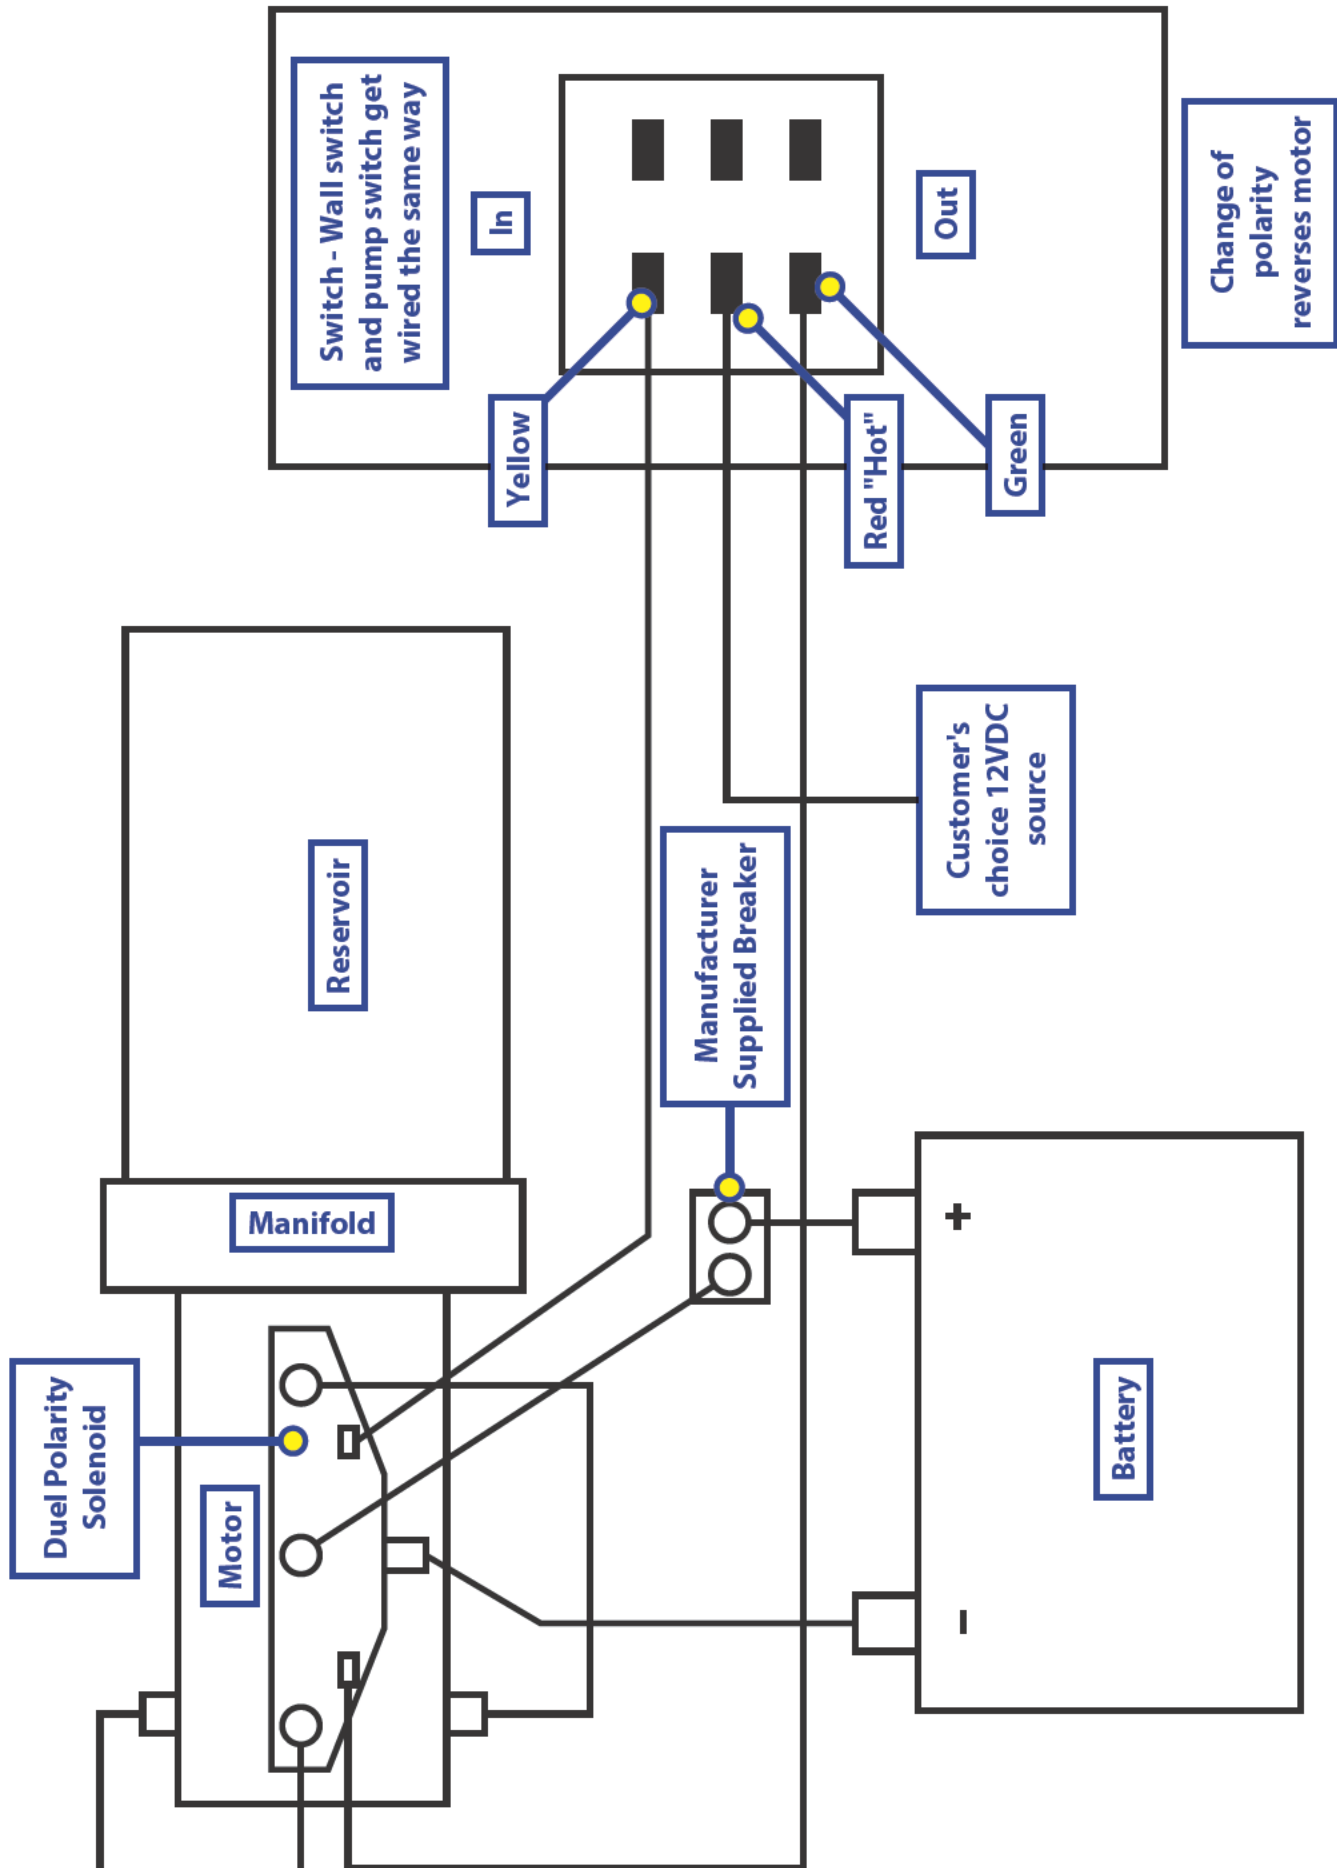 Duel Polarity
Solenoid
Motor
Manifold
Reservoir
Switch - Wall switch
and pump switch get
wired the same way
In
Yellow
Red "Hot"
Green
Out
Change of
polarity
reverses motor
Manufacturer
Supplied Breaker
Customer's
choice 12VDC
source
Battery
-
+